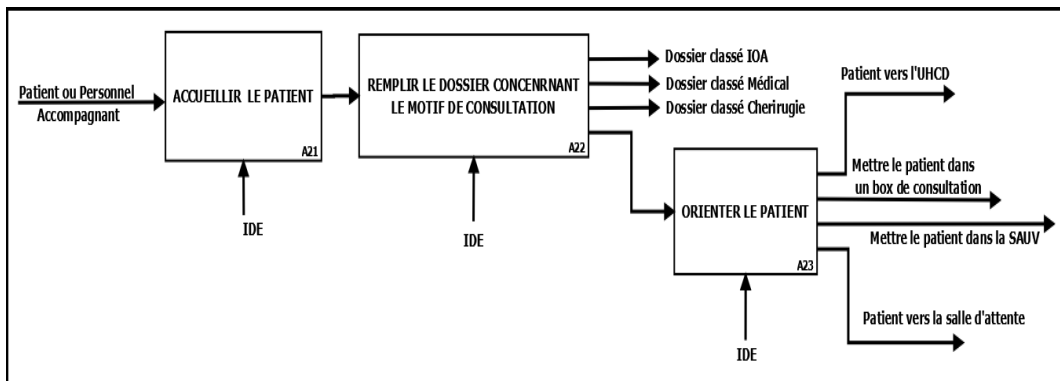 Patient ou Personnel
Accompagnant
ACCUEILLIR LE PATIENT
A21
IDE
REMPLIR LE DOSSIER CONCENRNANT
LE MOTIF DE CONSULTATION
A22
IDE
Dossier classé IOA
Dossier classé Médical
Dossier classé Cherirugie
ORIENTER LE PATIENT
A23
IDE
Patient vers l'UHCD
Mettre le patient dans
un box de consultation
Mettre le patient dans la SAUV
Patient vers la salle d'attente